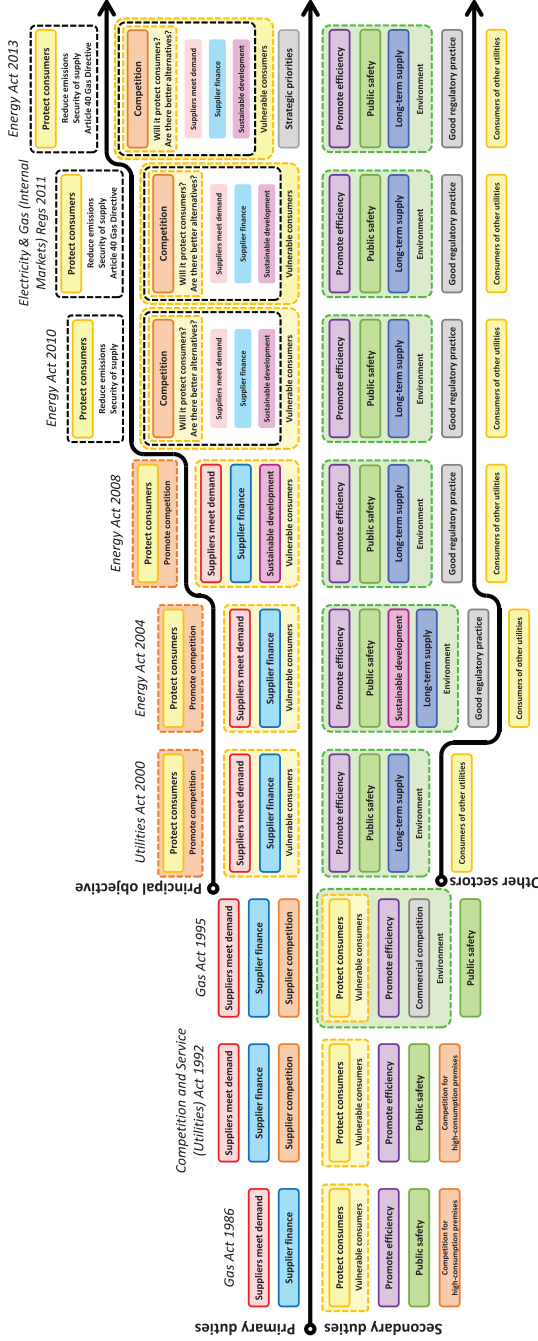 Primary duties
Secondary duties
Principal objective
Other sectors
Gas Act 1986
Suppliers meet demand
Supplier finance
Protect consumers
Vulnerable consumers
Promote efficiency
Public safety
Competition for
high-consumption premises
Competition and Service
(Utilities) Act 1992
Suppliers meet demand
Supplier finance
Supplier competition
Protect consumers
Vulnerable consumers
Promote efficiency
Public safety
Competition for
high-consumption premises
Gas Act 1995
Suppliers meet demand
Supplier finance
Supplier competition
Protect consumers
Vulnerable consumers
Promote efficiency
Commercial competition
Environment
Public safety
Utilities Act 2000
Protect consumers
Promote competition
Suppliers meet demand
Supplier finance
Vulnerable consumers
Promote efficiency
Public safety
Long-term supply
Environment
Consumers of other utilities
Energy Act 2004
Protect consumers
Promote competition
Suppliers meet demand
Supplier finance
Vulnerable consumers
Promote efficiency
Public safety
Sustainable development
Long-term supply
Environment
Good regulatory practice
Consumers of other utilities
Energy Act 2008
Protect consumers
Promote competition
Suppliers meet demand
Supplier finance
Sustainable development
Vulnerable consumers
Promote efficiency
Public safety
Long-term supply
Environment
Good regulatory practice
Consumers of other utilities
Energy Act 2010
Protect consumers
Reduce emissions
Security of supply
Competition
Will it protect consumers?
Are there better alternatives?
Suppliers meet demand
Supplier finance
Sustainable development
Vulnerable consumers
Promote efficiency
Public safety
Long-term supply
Environment
Good regulatory practice
Consumers of other utilities
Electricity & Gas (Internal
Markets) Regs 2011
Protect consumers
Reduce emissions
Security of supply
Article 40 Gas Directive
Competition
Will it protect consumers?
Are there better alternatives?
Suppliers meet demand
Supplier finance
Sustainable development
Vulnerable consumers
Promote efficiency
Public safety
Long-term supply
Environment
Good regulatory practice
Consumers of other utilities
Energy Act 2013
Protect consumers
Reduce emissions
Security of supply
Article 40 Gas Directive
Competition
Will it protect consumers?
Are there better alternatives?
Suppliers meet demand
Supplier finance
Sustainable development
Vulnerable consumers
Strategic priorities
Promote efficiency
Public safety
Long-term supply
Environment
Good regulatory practice
Consumers of other utilities